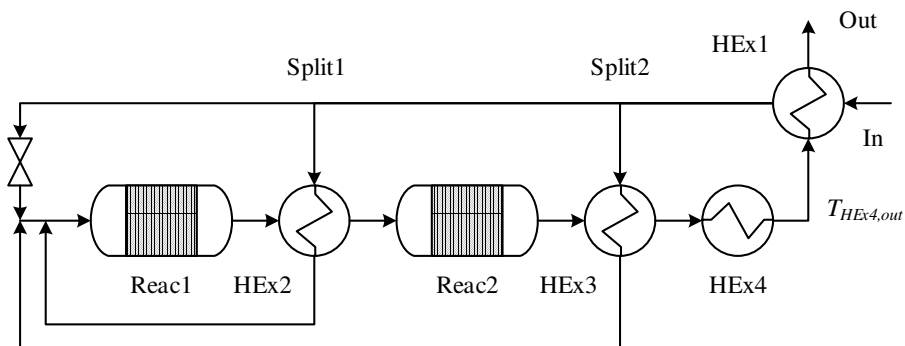 Out
HEx1
Split1
Split2
In
T_HEx4,out
Reac1
HEx2
Reac2
HEx3
HEx4